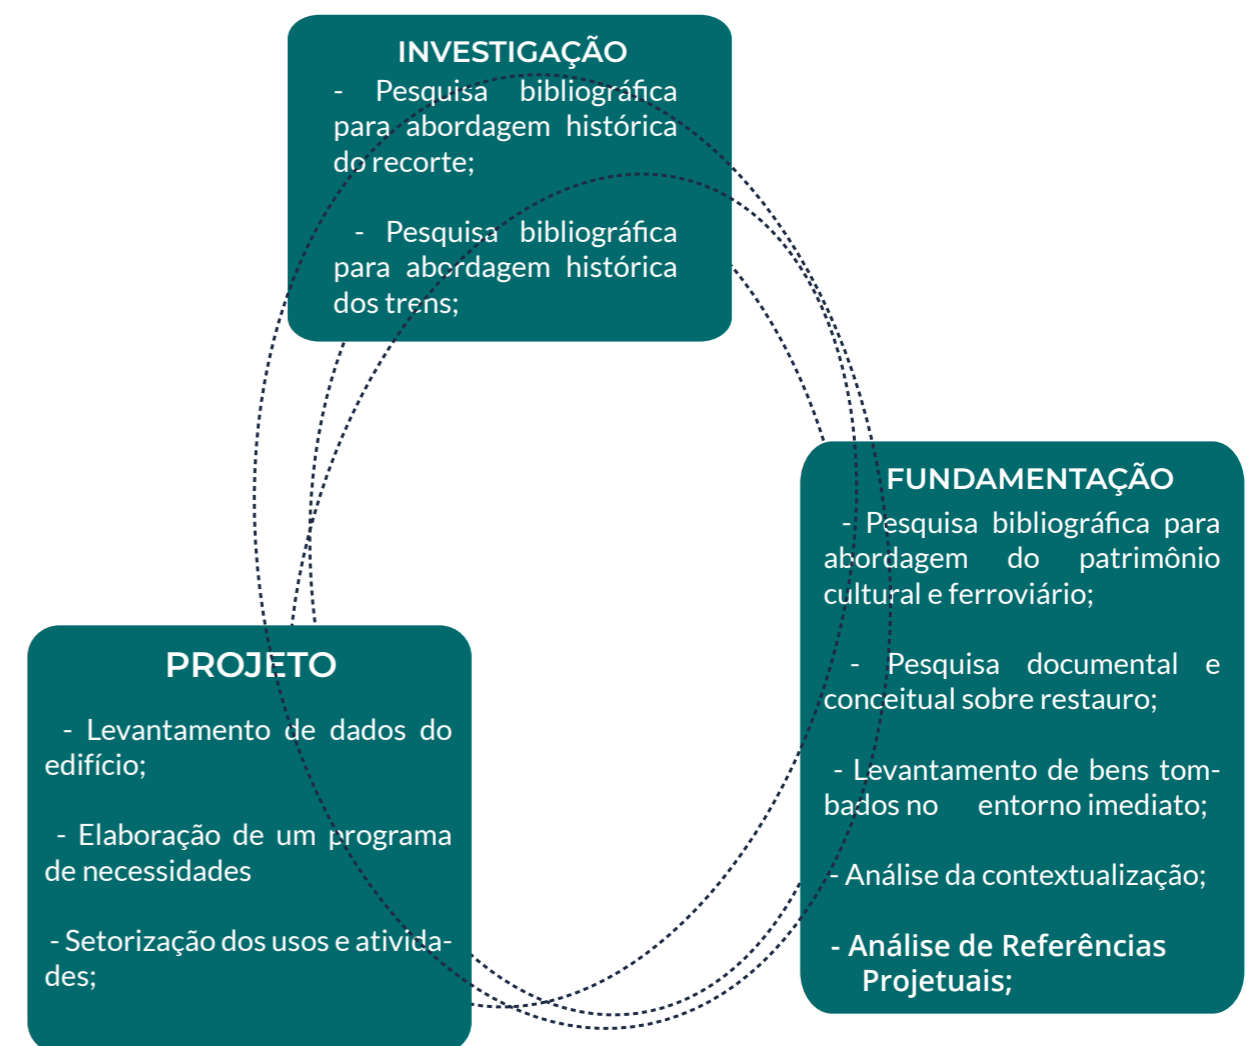 INVESTIGAÇÃO
- Pesquisa bibliográfica
para abordagem histórica
do recorte;
- Pesquisa bibliográfica
para abordagem histórica
dos trens;
FUNDAMENTAÇÃO
- Pesquisa bibliográfica para
abordagem do patrimônio
cultural e ferroviário;
- Pesquisa documental e
conceitual sobre restauro;
- Levantamento de bens tom-
bados no entorno imediato;
- Análise da contextualização;
- Análise de Referências
Projetuais;
PROJETO
- Levantamento de dados do
edifício;
- Elaboração de um programa
de necessidades
- Setorização dos usos e ativida-
des;